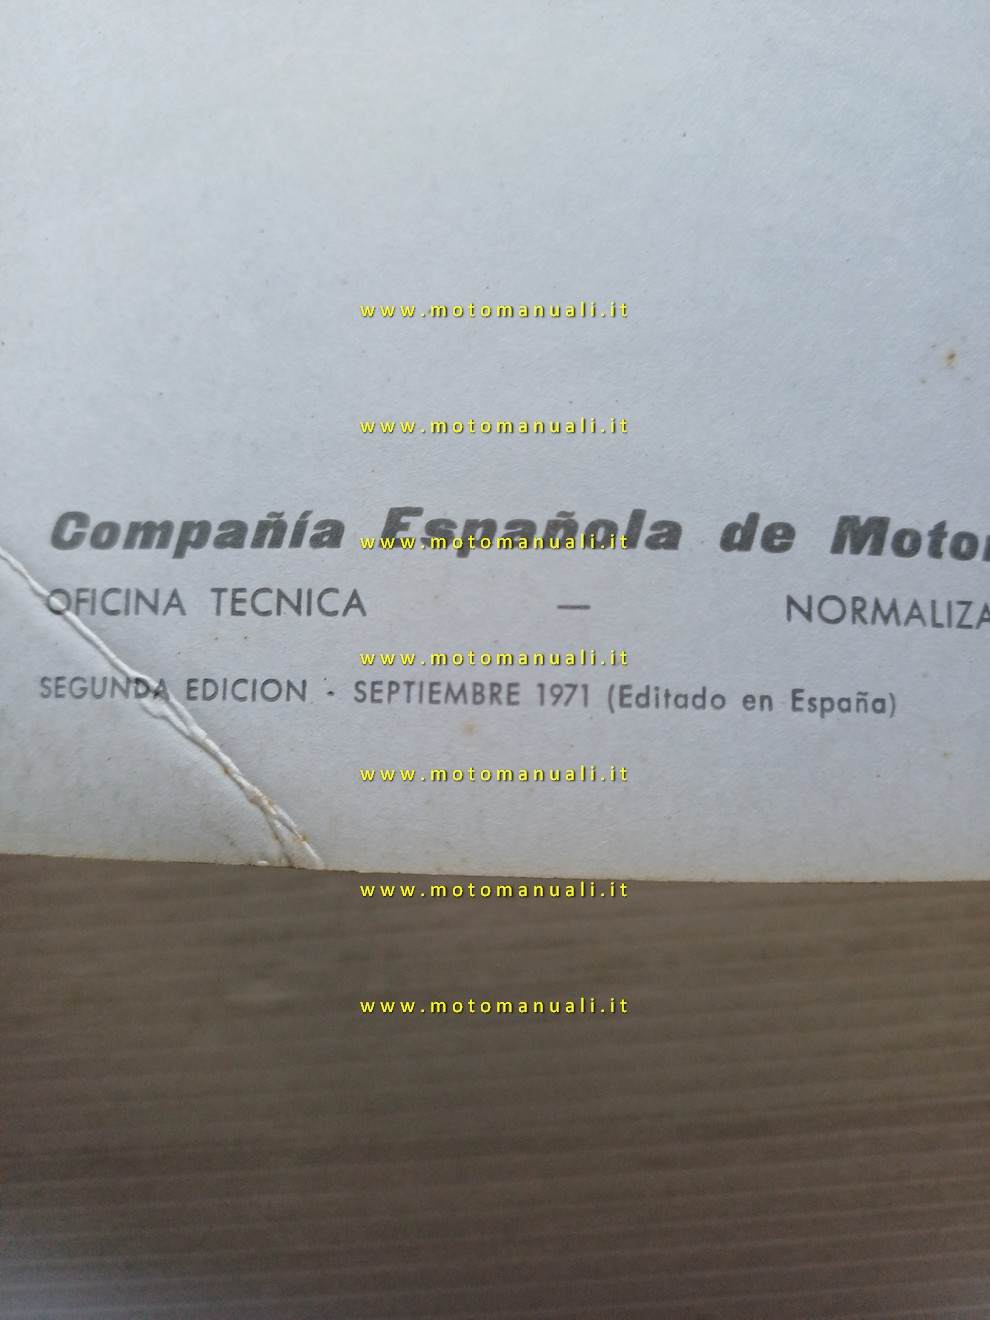 www.motomanuali.it
www.motomanuali.it
Compañía Española de Motor
www.motomanuali.it
OFICINA TECNICA — NORMALIZA
www.motomanuali.it
SEGUNDA EDICION - SEPTIEMBRE 1971 (Editado en España)
www.motomanuali.it
www.motomanuali.it
www.motomanuali.it